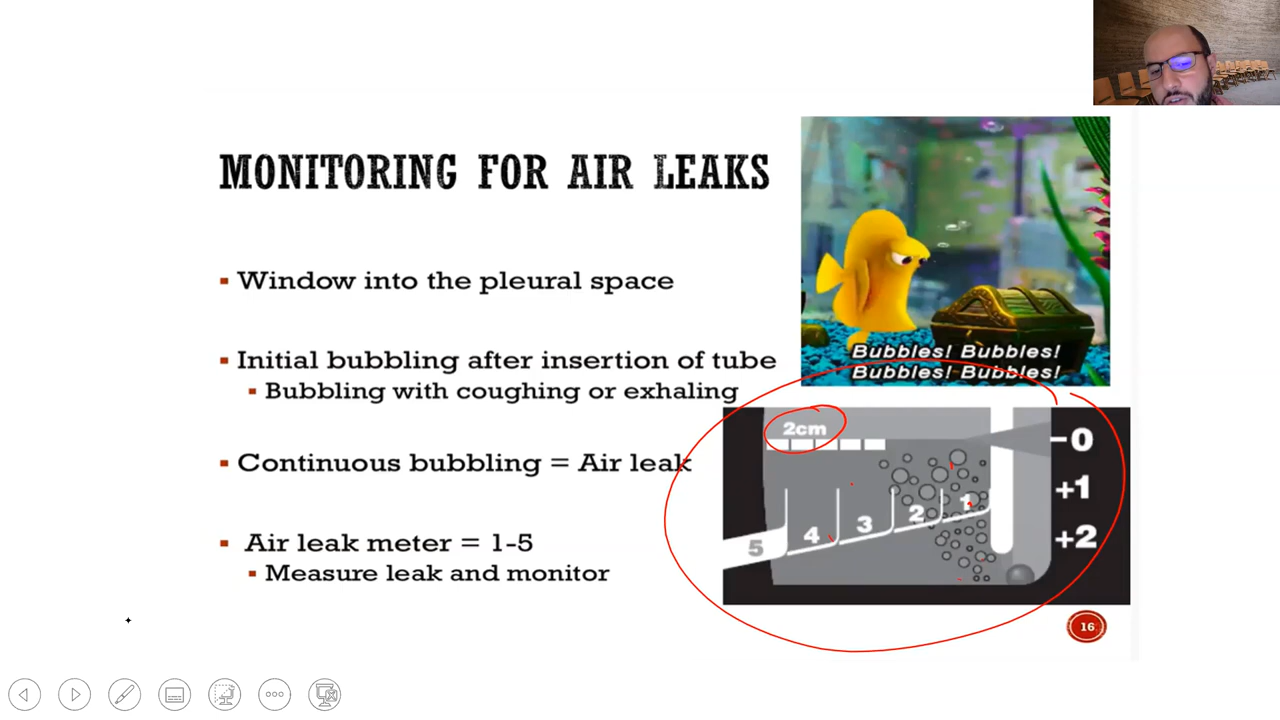 MONITORING FOR AIR LEAKS
Window into the pleural space
Initial bubbling after insertion of tube
Bubbling with coughing or exhaling
Continuous bubbling = Air leak
Air leak meter = 1-5
Measure leak and monitor
Bubbles! Bubbles!
Bubbles! Bubbles!
2cm
-0
+1
+2
5 4 3 2 1
16